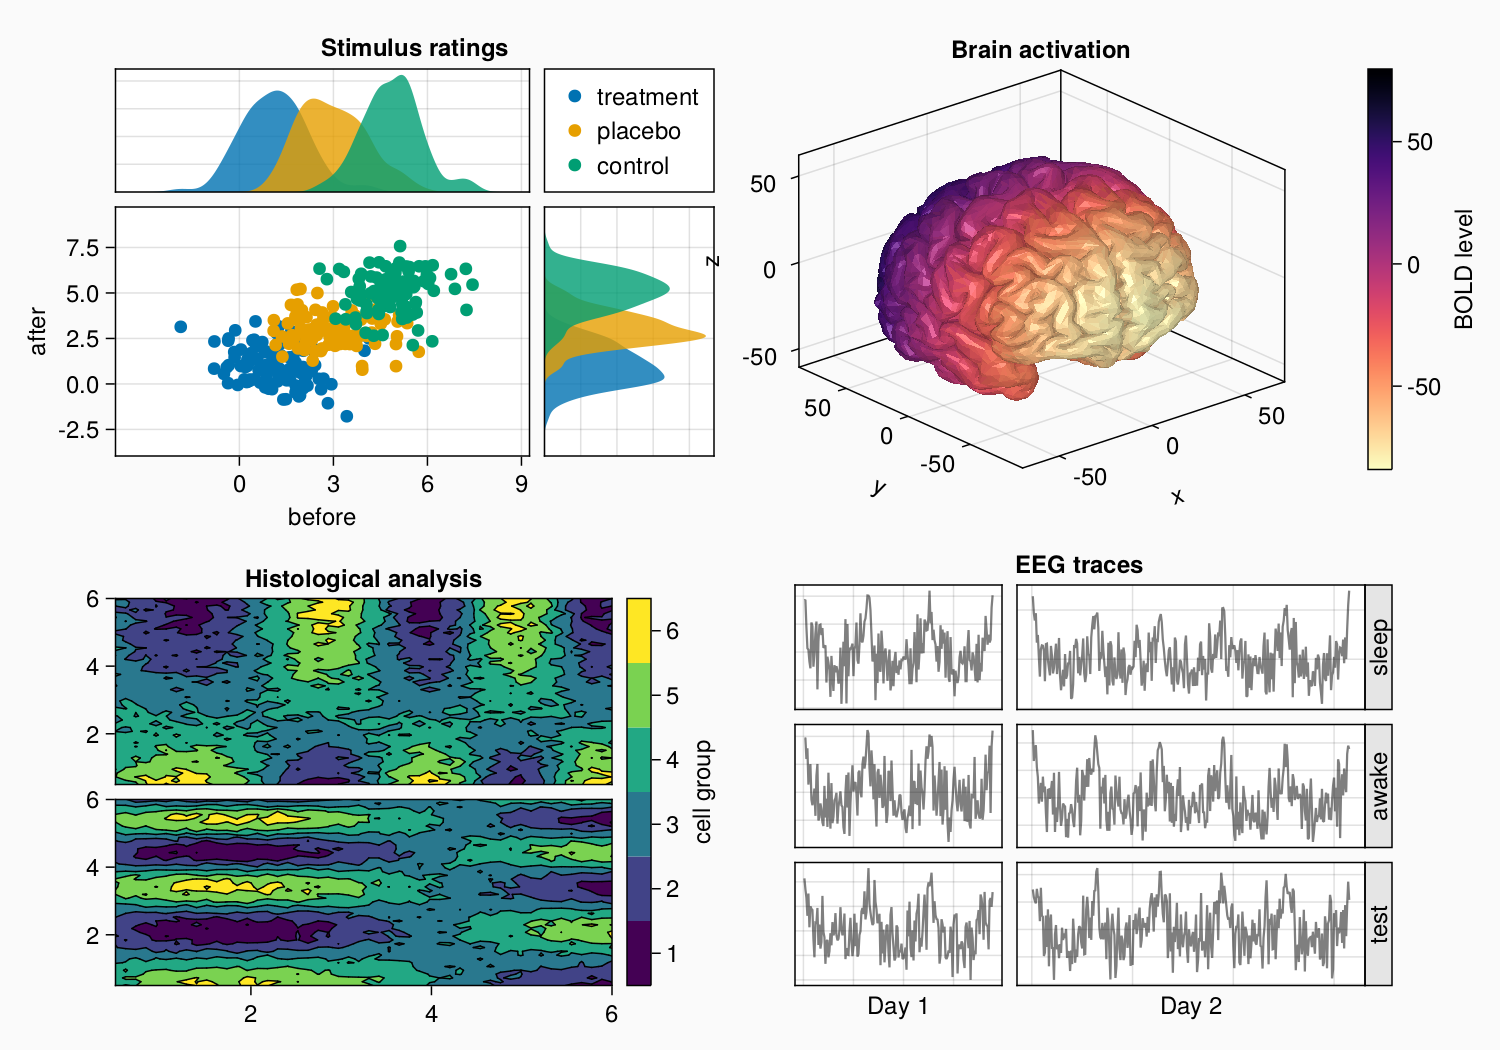 Stimulus ratings
treatment
placebo
control
7.5
5.0
2.5
0.0
-2.5
after
0
3
6
9
before
Brain activation
50
0
-50
z
50
0
-50
y
-50
0
50
x
50
0
-50
BOLD level
Histological analysis
6
4
2
6
4
2
2
4
6
6
5
4
3
2
1
cell group
EEG traces
sleep
awake
test
Day 1
Day 2